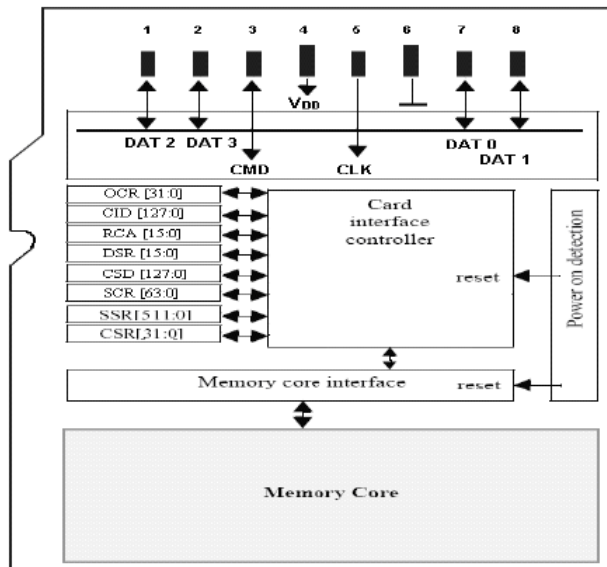 1 2 3 4 5 6 7 8
VDD
DAT 2 DAT 3 DAT 0
DAT 1
CMD CLK
OCR [31:0]
CID [127:0]
RCA [15:0]
DSR [15:0]
CSD [127:0]
SCR [63:0]
SSR[511:0]
CSR[31:0]
Card
interface
controller
reset
Power on detection
Memory core interface reset
Memory Core